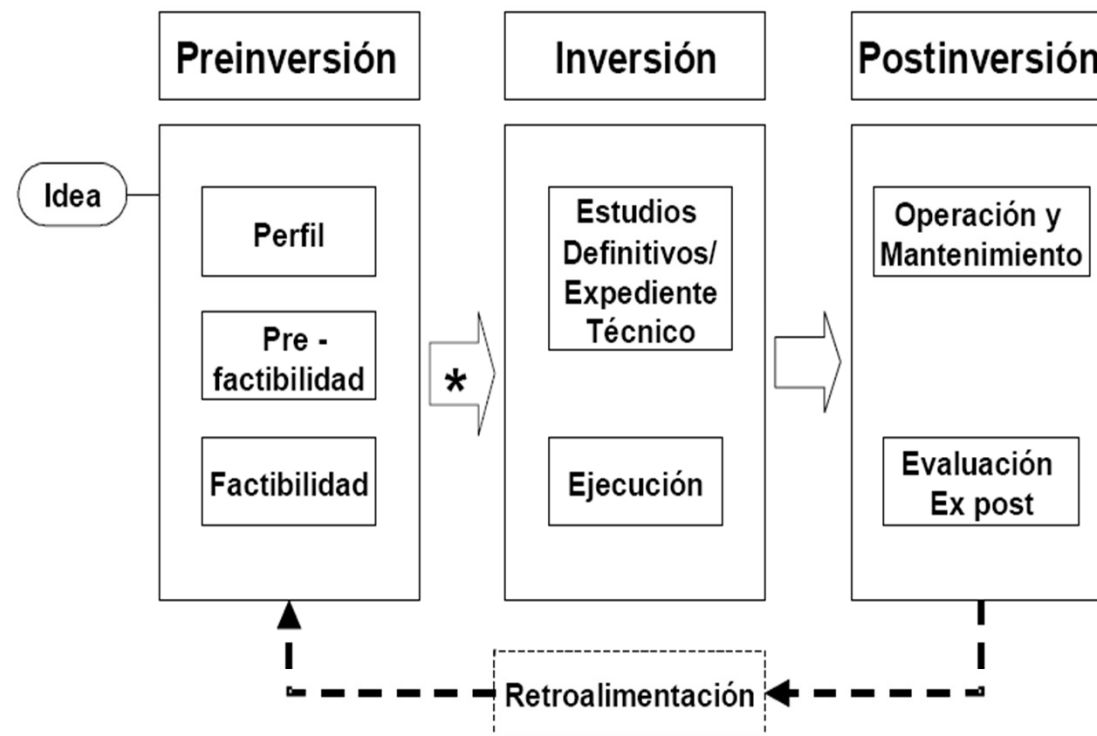 Preinversión
Inversión
Postinversión
Idea
Perfil
Pre -
factibilidad
Factibilidad
*
Estudios
Definitivos/
Expediente
Técnico
Ejecución
Operación y
Mantenimiento
Evaluación
Ex post
Retroalimentación